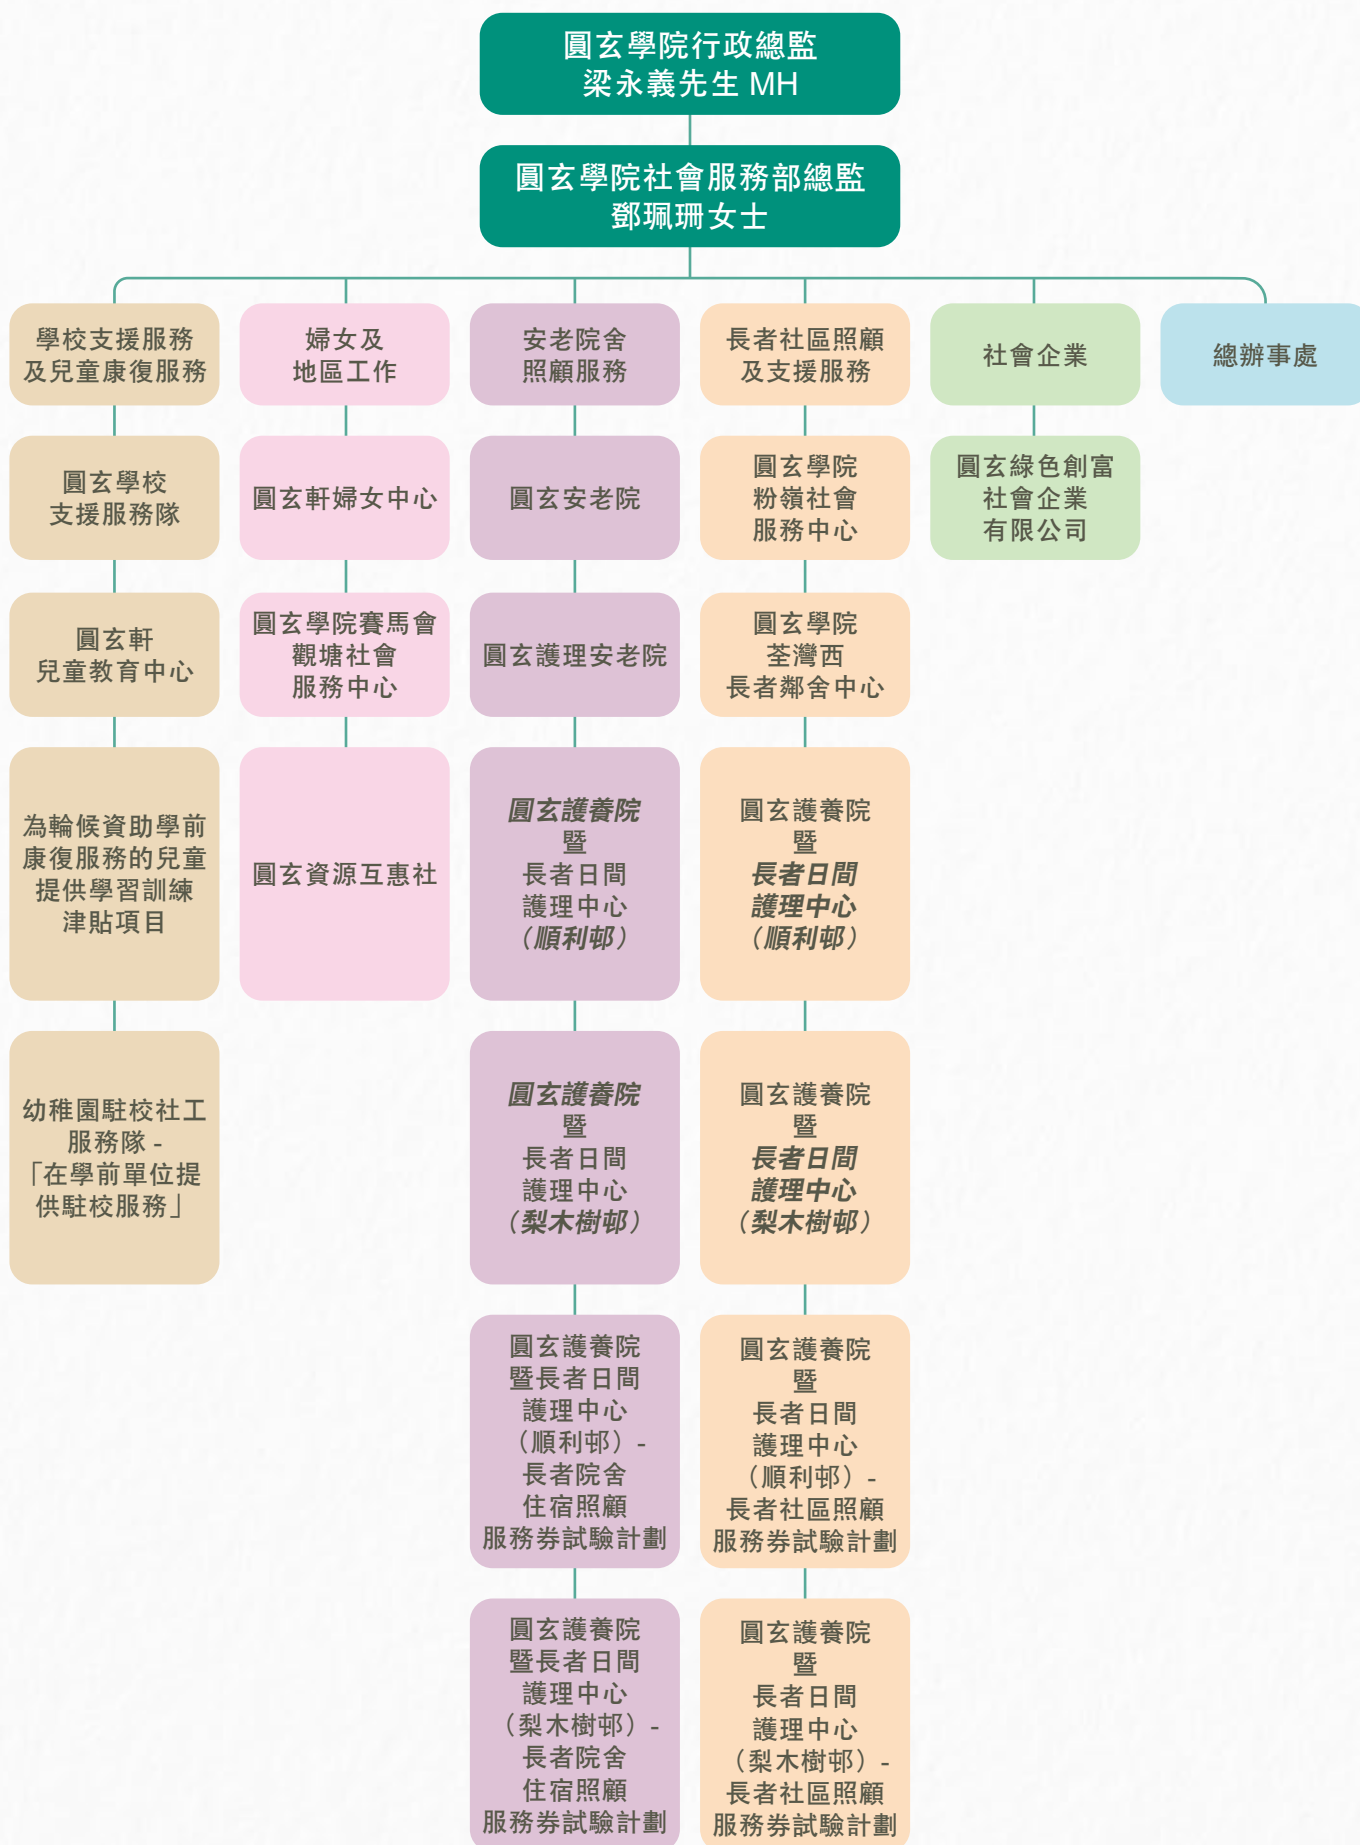 圓玄學院行政總監
梁永義先生 MH
圓玄學院社會服務部總監
鄧珮珊女士
學校支援服務
及兒童康復服務
圓玄學校
支援服務隊
圓玄軒
兒童教育中心
為輪候資助學前
康復服務的兒童
提供學習訓練
津貼項目
幼稚園駐校社工
服務隊 -
「在學前單位提
供駐校服務」
婦女及
地區工作
圓玄軒婦女中心
圓玄學院賽馬會
觀塘社會
服務中心
圓玄資源互惠社
安老院舍
照顧服務
圓玄安老院
圓玄護理安老院
圓玄護養院
暨
長者日間
護理中心
（順利邨）
圓玄護養院
暨
長者日間
護理中心
（梨木樹邨）
圓玄護養院
暨長者日間
護理中心
（順利邨）-
長者院舍
住宿照顧
服務券試驗計劃
圓玄護養院
暨長者日間
護理中心
（梨木樹邨）-
長者院舍
住宿照顧
服務券試驗計劃
長者社區照顧
及支援服務
圓玄學院
粉嶺社會
服務中心
圓玄學院
荃灣西
長者鄰舍中心
圓玄護養院
暨
長者日間
護理中心
（順利邨）
圓玄護養院
暨
長者日間
護理中心
（梨木樹邨）
圓玄護養院
暨
長者日間
護理中心
（順利邨）-
長者社區照顧
服務券試驗計劃
圓玄護養院
暨
長者日間
護理中心
（梨木樹邨）-
長者社區照顧
服務券試驗計劃
社會企業
圓玄綠色創富
社會企業
有限公司
總辦事處